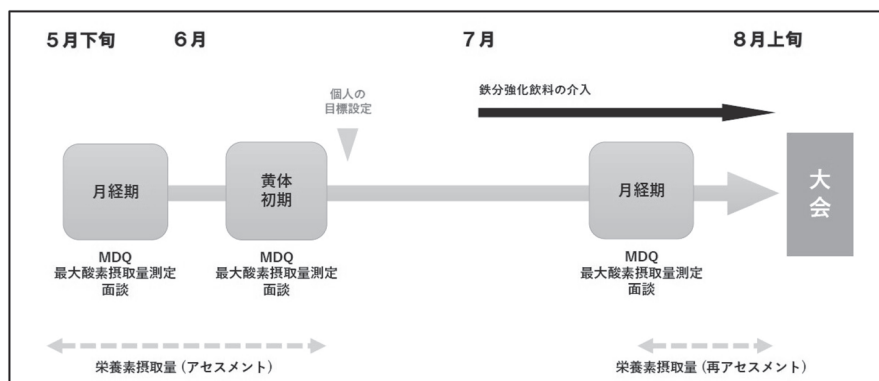 5月下旬
6月
7月
8月上旬
個人の
目標設定
鉄分強化飲料の介入
月経期
黄体
初期
月経期
大
会
MDQ
最大酸素摂取量測定
面談
MDQ
最大酸素摂取量測定
面談
MDQ
最大酸素摂取量測定
面談
栄養素摂取量 (アセスメント)
栄養素摂取量 (再アセスメント)